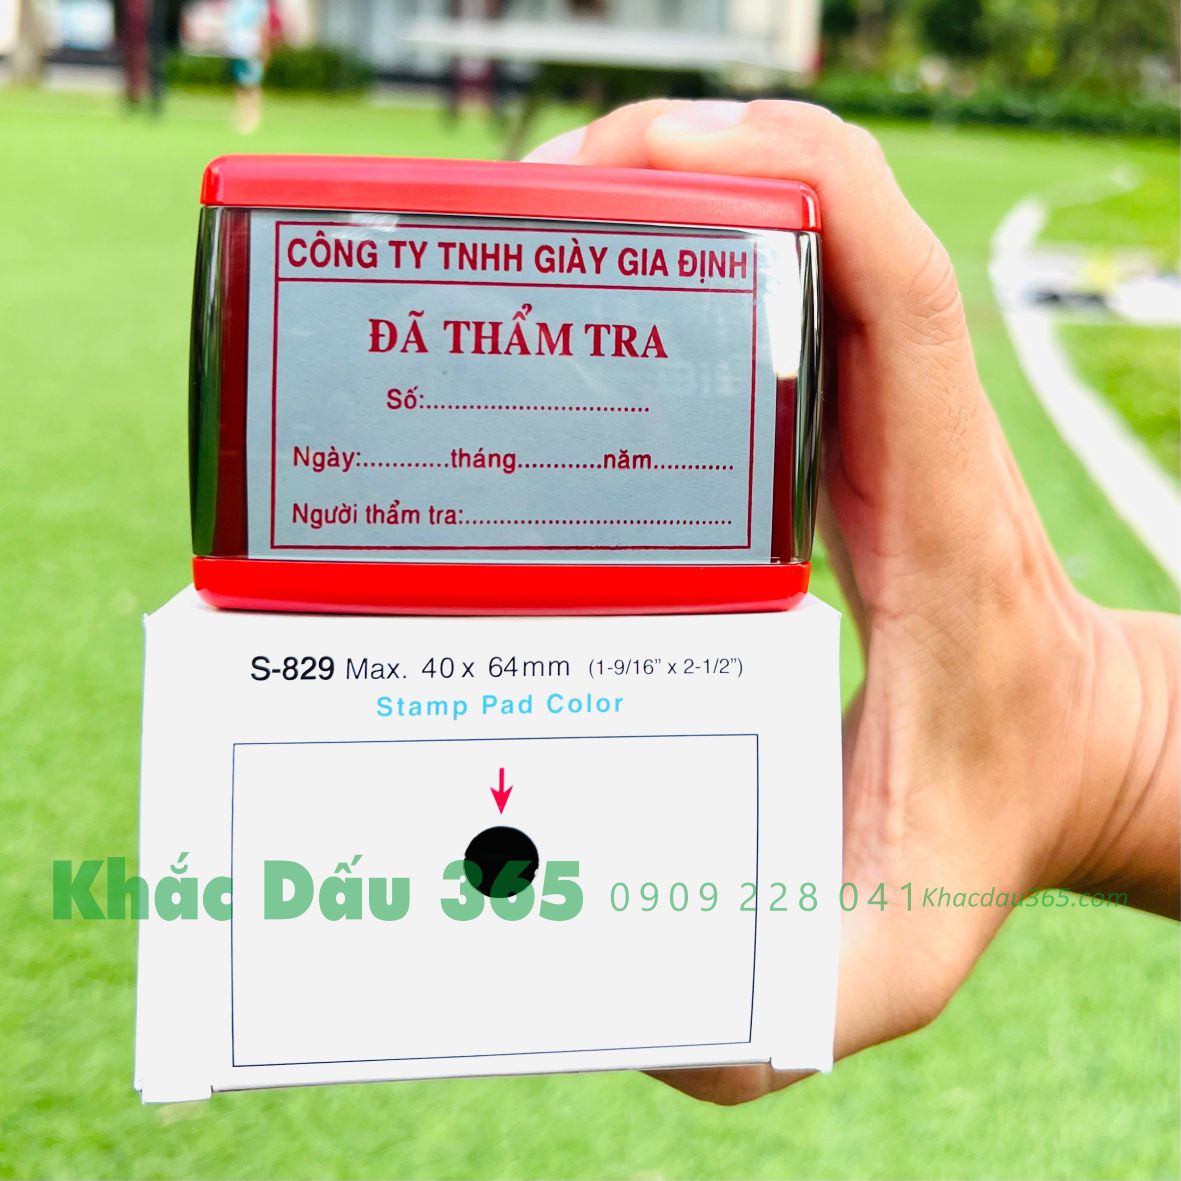 CÔNG TY TNHH GIÀY GIA ĐỊNH
ĐÃ THẨM TRA
Số:................................
Ngày:............tháng............năm............
Người thẩm tra:.......................................
S-829 Max. 40 x 64mm (1-9/16” x 2-1/2”)
Stamp Pad Color
Khắc Dấu 365 0909 228 041 Khacdau365.com